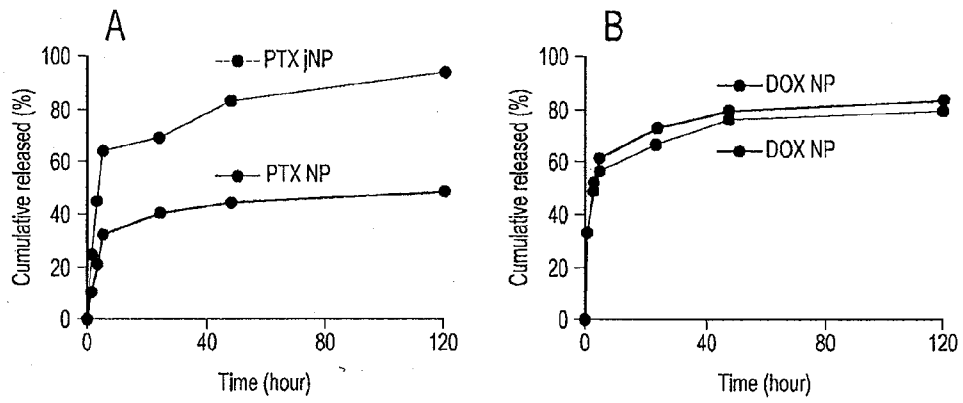 A
PTX jNP
PTX NP
Cumulative released (%)
100
80
60
40
20
0
0 40 80 120
Time (hour)
B
DOX NP
DOX NP
Cumulative released (%)
100
80
60
40
20
0
0 40 80 120
Time (hour)